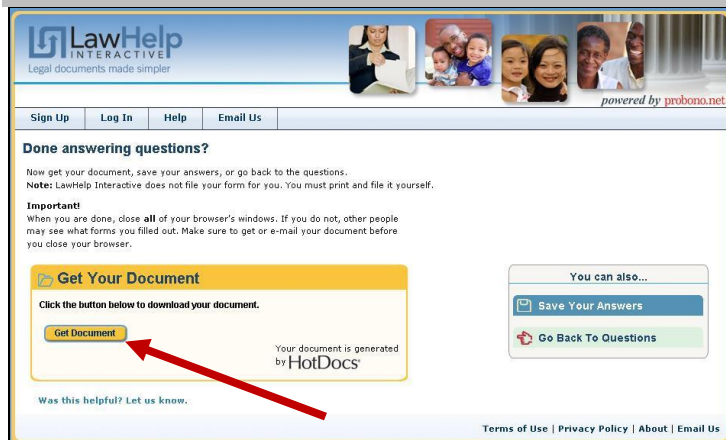 LawHelp
INTERACTIVE
Legal documents made simpler
powered by probono.net
Sign Up Log In Help Email Us
Done answering questions?
Now get your document, save your answers, or go back to the questions.
Note: LawHelp Interactive does not file your form for you. You must print and file it yourself.
Important!
When you are done, close all of your browser's windows. If you do not, other people
may see what forms you filled out. Make sure to get or e-mail your document before
you close your browser.
Get Your Document
Click the button below to download your document.
Get Document
Your document is generated
by HotDocs®
You can also...
Save Your Answers
Go Back To Questions
Was this helpful? Let us know.
Terms of Use | Privacy Policy | About | Email Us